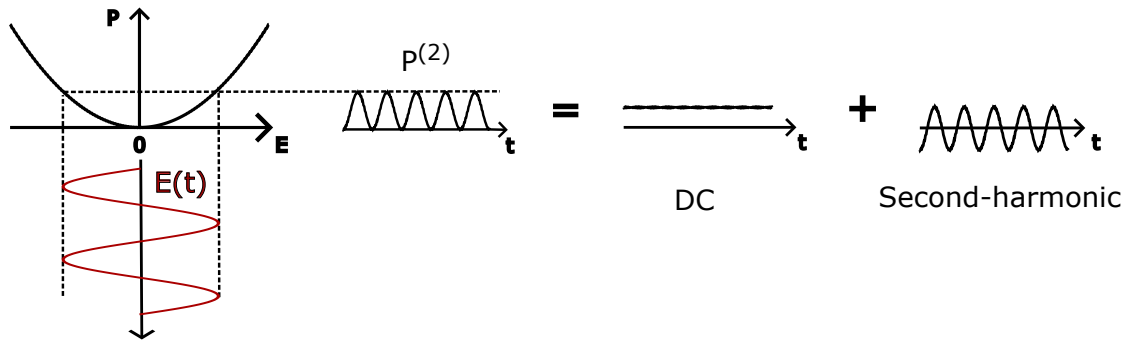 P
P⁽²⁾
=
+
0
E
t
t
t
E(t)
DC
Second-harmonic